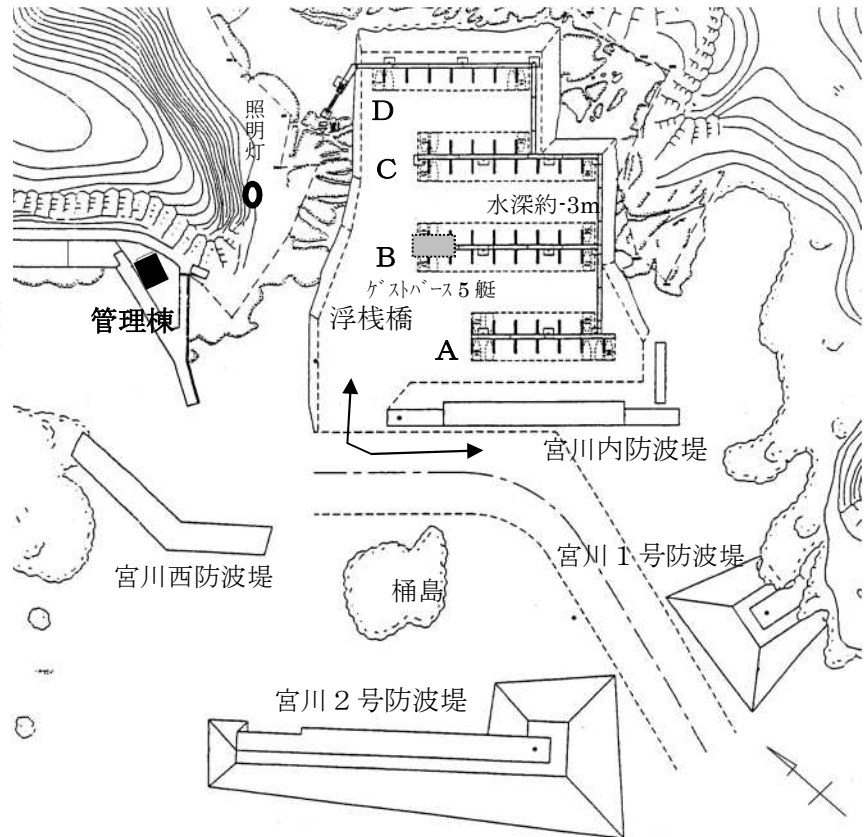 照明灯
D
C
水深約-3m
B
ゲストバース 5 艇
管理棟
浮桟橋
A
宮川内防波堤
宮川１号防波堤
宮川西防波堤
桶島
宮川２号防波堤